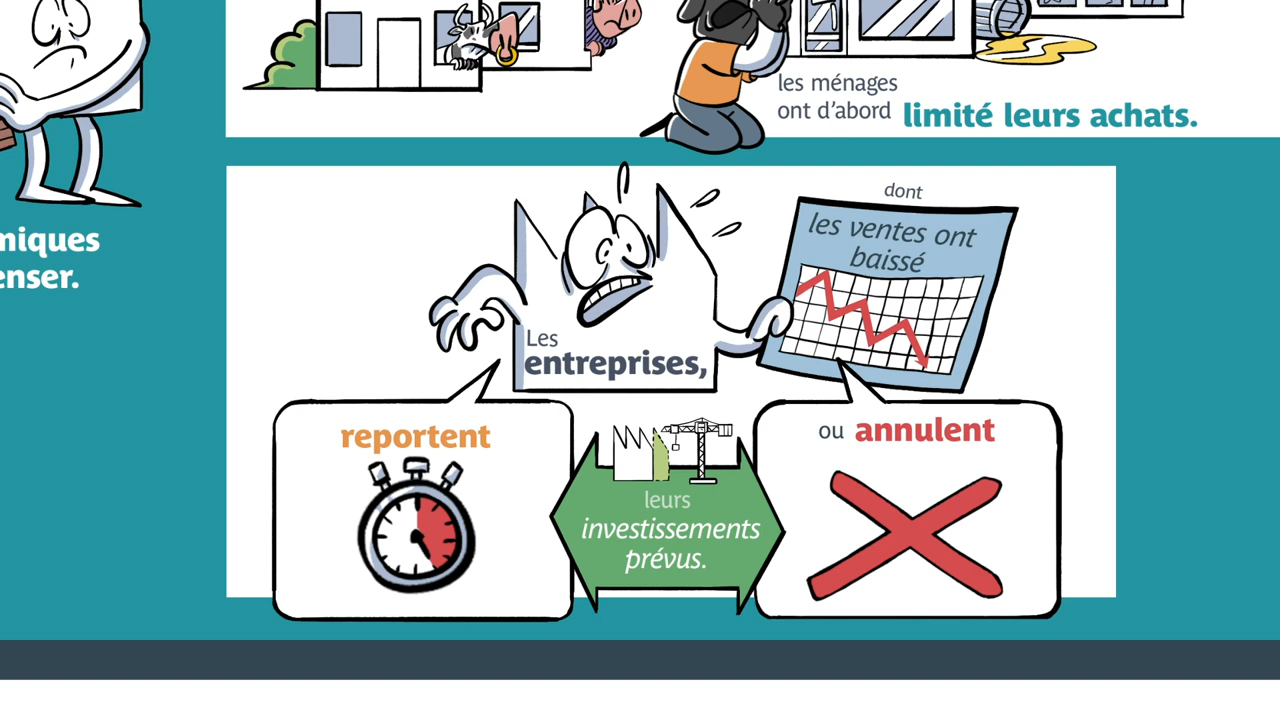 les ménages
ont d'abord limité leurs achats.
miques
enser.
dont
les ventes ont
baissé
Les
entreprises,
reportent
ou annulent
leurs
investissements
prévus.